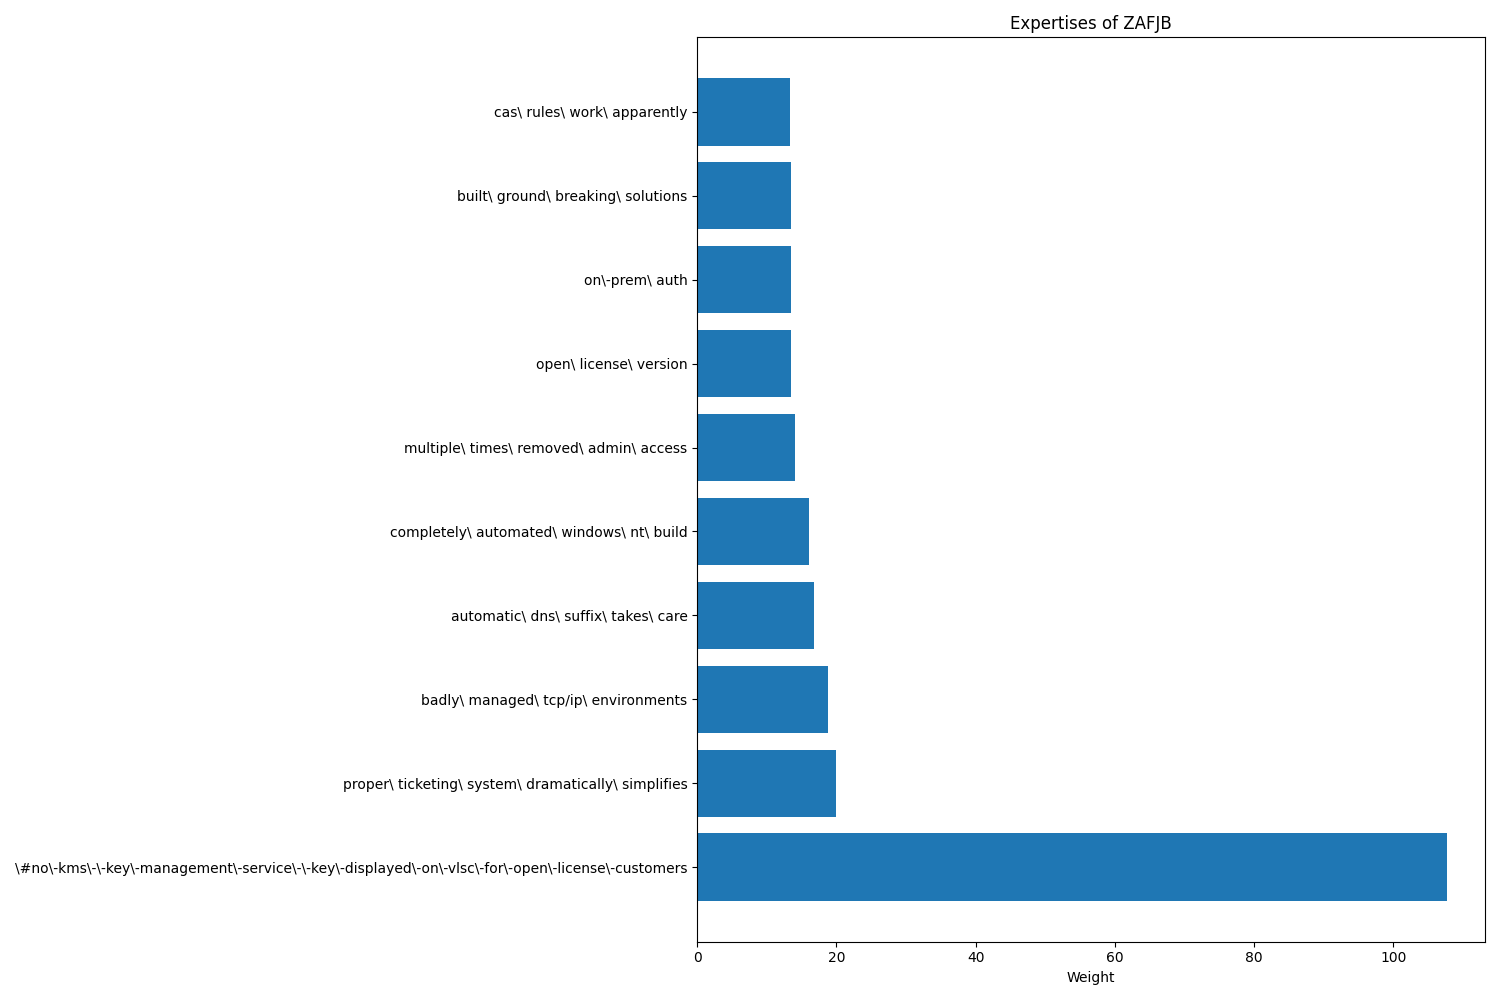 Expertises of ZAFJB
cas\ rules\ work\ apparently
built\ ground\ breaking\ solutions
on\-prem\ auth
open\ license\ version
multiple\ times\ removed\ admin\ access
completely\ automated\ windows\ nt\ build
automatic\ dns\ suffix\ takes\ care
badly\ managed\ tcp/ip\ environments
proper\ ticketing\ system\ dramatically\ simplifies
\#no\-kms\-\-key\-management\-service\-\-key\-displayed\-on\-vlsc\-for\-open\-license\-customers
0 20 40 60 80 100
Weight